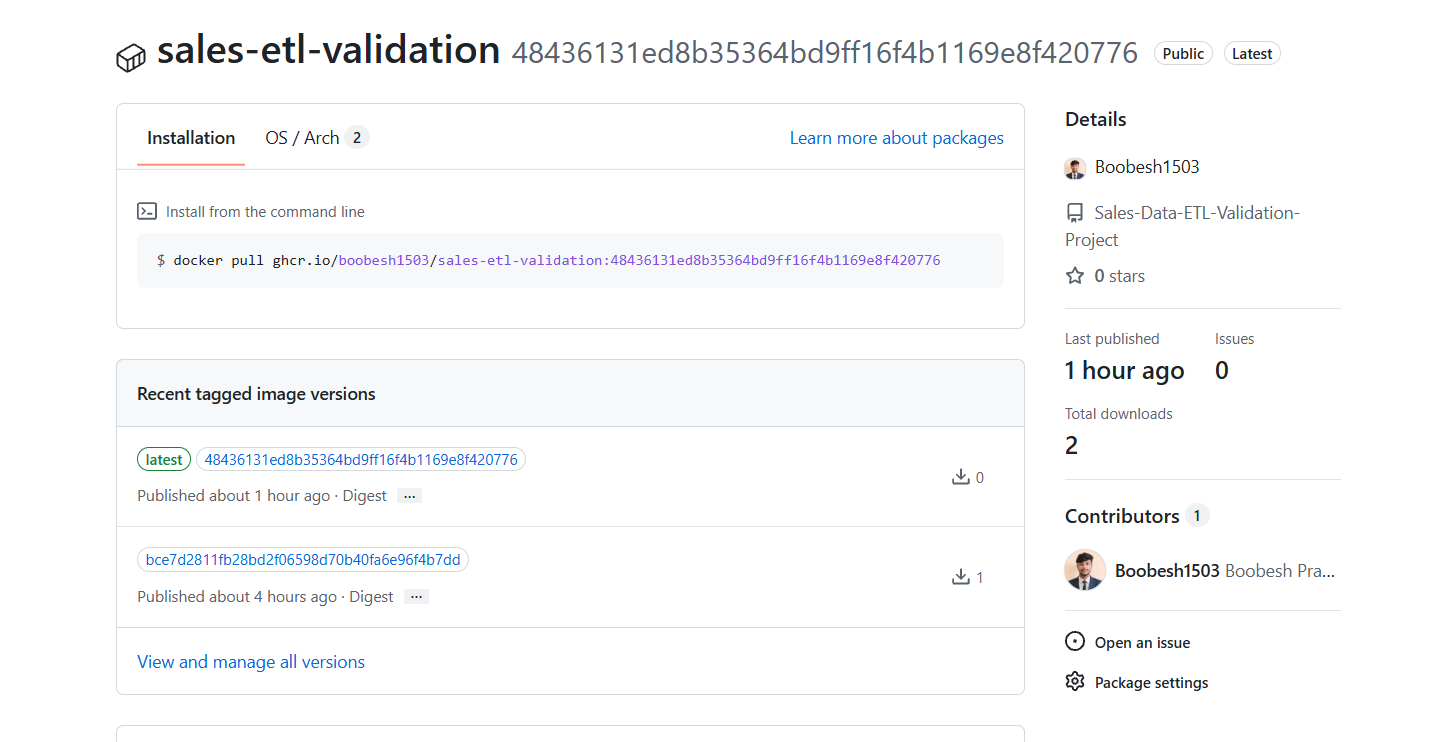 sales-etl-validation 48436131ed8b35364bd9ff16f4b1169e8f420776 Public Latest
Installation OS / Arch 2 Learn more about packages
Install from the command line
$ docker pull ghcr.io/boobesh1503/sales-etl-validation:48436131ed8b35364bd9ff16f4b1169e8f420776
Recent tagged image versions
latest 48436131ed8b35364bd9ff16f4b1169e8f420776
Published about 1 hour ago · Digest ...
0
bce7d2811fb28bd2f06598d70b40fa6e96f4b7dd
Published about 4 hours ago · Digest ...
1
View and manage all versions
Details
Boobesh1503
Sales-Data-ETL-Validation-
Project
0 stars
Last published Issues
1 hour ago 0
Total downloads
2
Contributors 1
Boobesh1503 Boobesh Pra...
Open an issue
Package settings